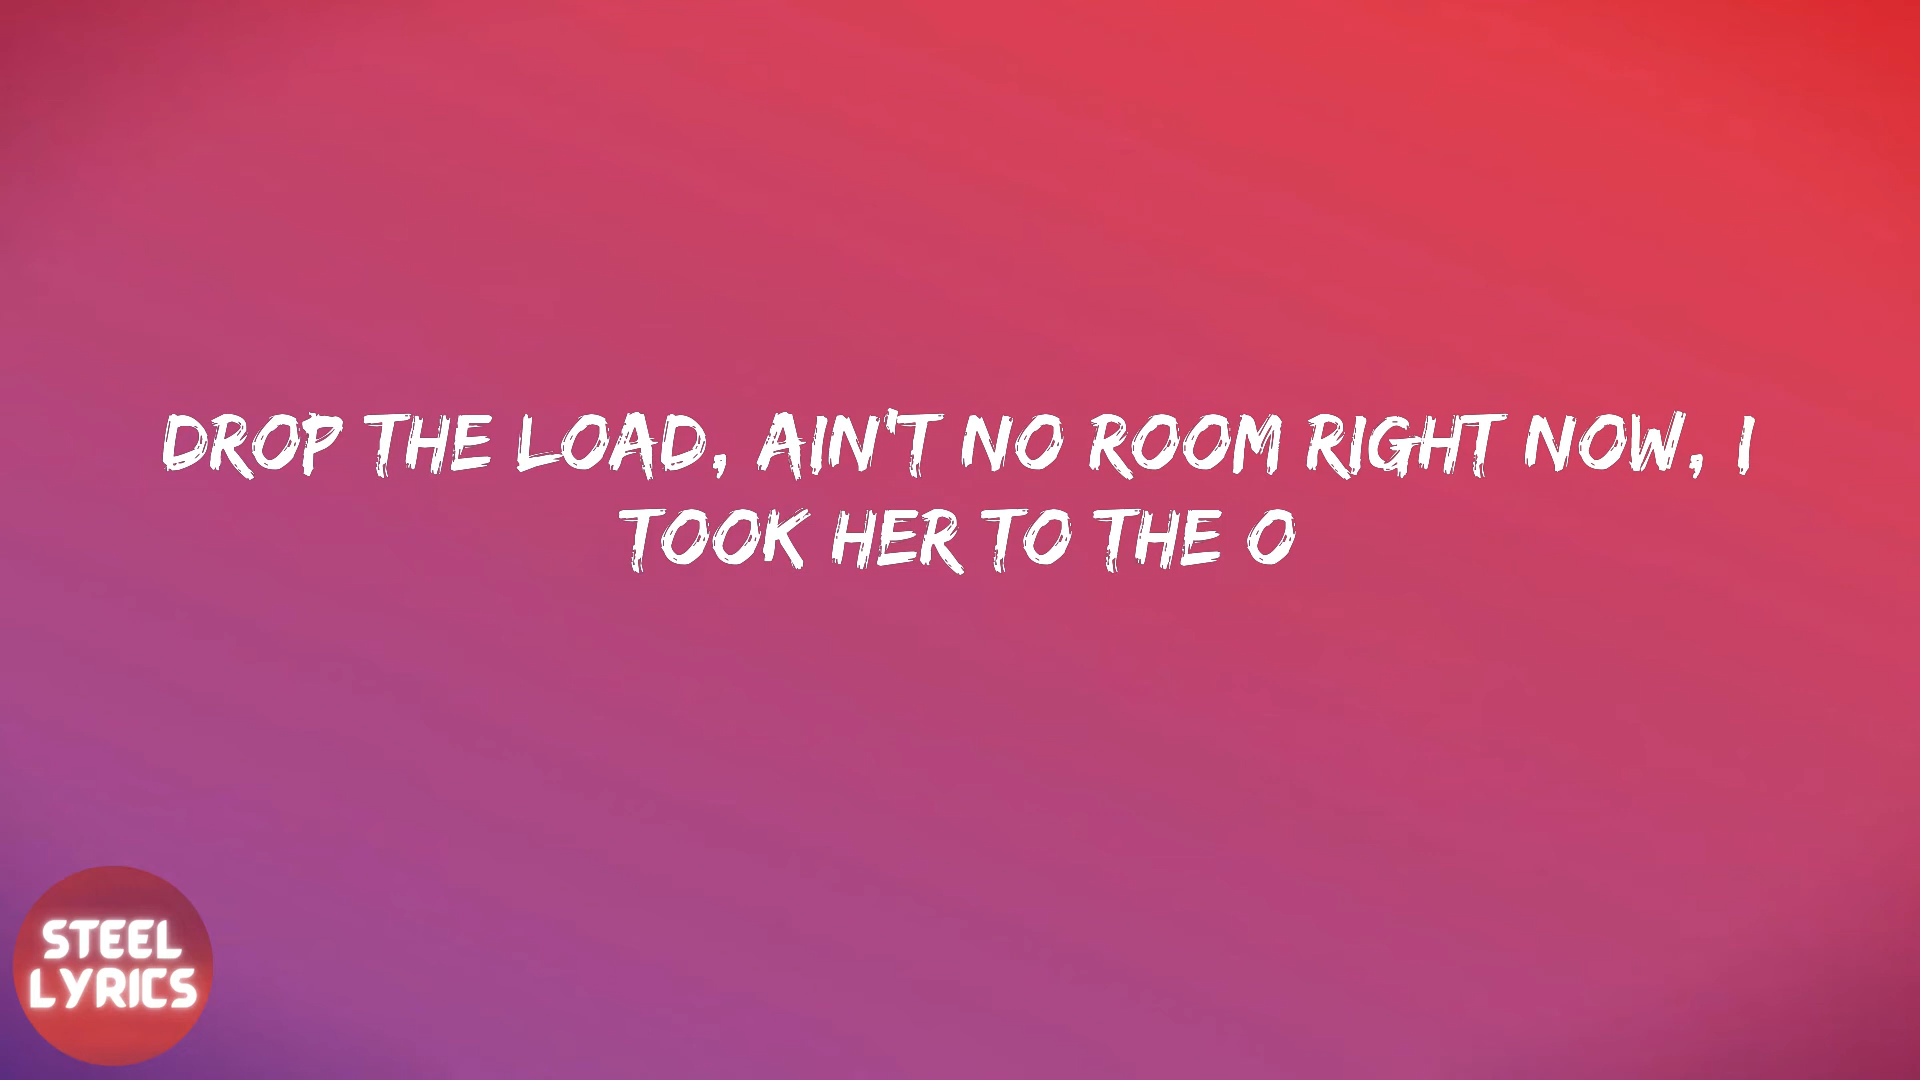 DROP THE LOAD, AIN'T NO ROOM RIGHT NOW, I
TOOK HER TO THE O
STEEL
LYRICS